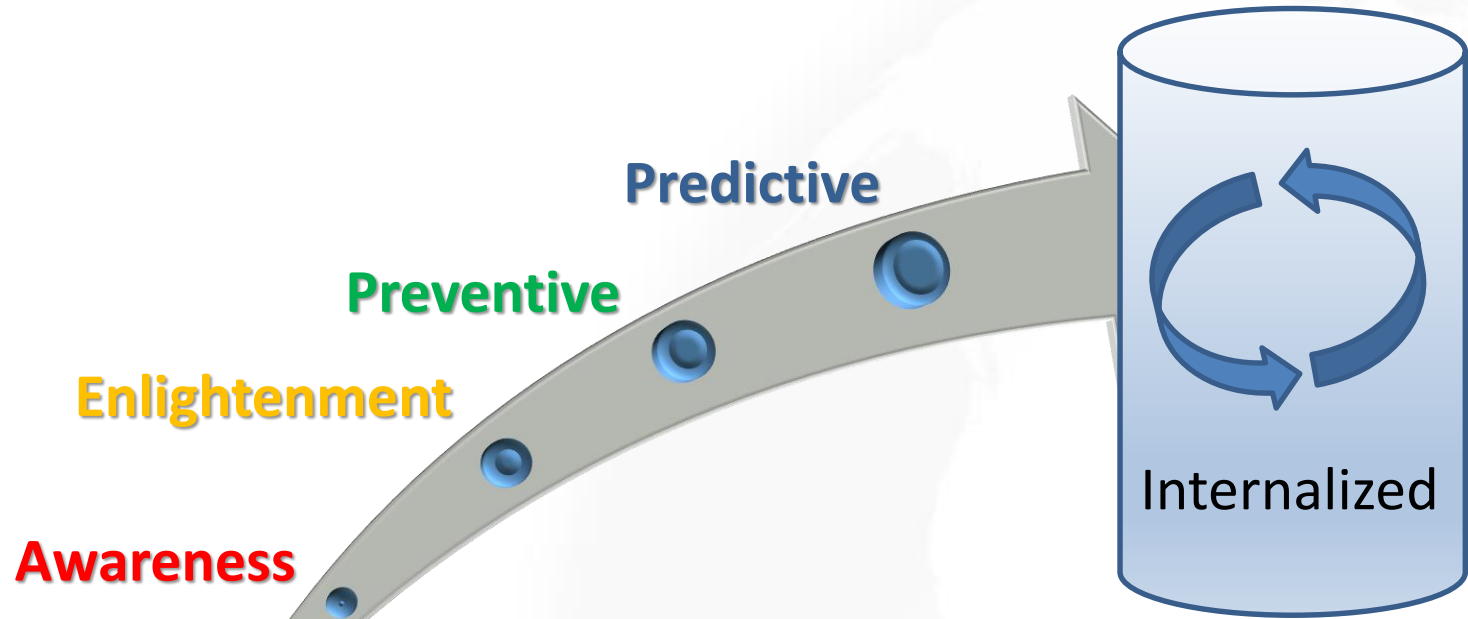 Predictive
Preventive
Enlightenment
Awareness
Internalized